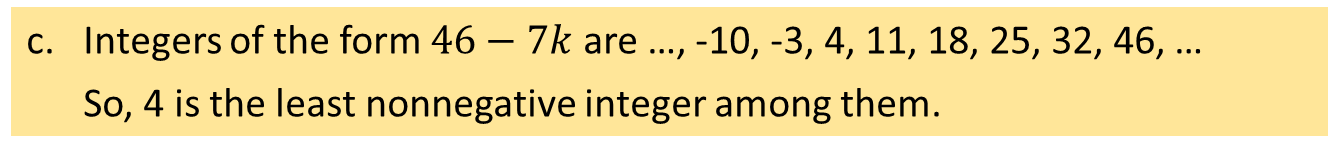 c. Integers of the form 46 − 7k are ..., -10, -3, 4, 11, 18, 25, 32, 46, ...
So, 4 is the least nonnegative integer among them.